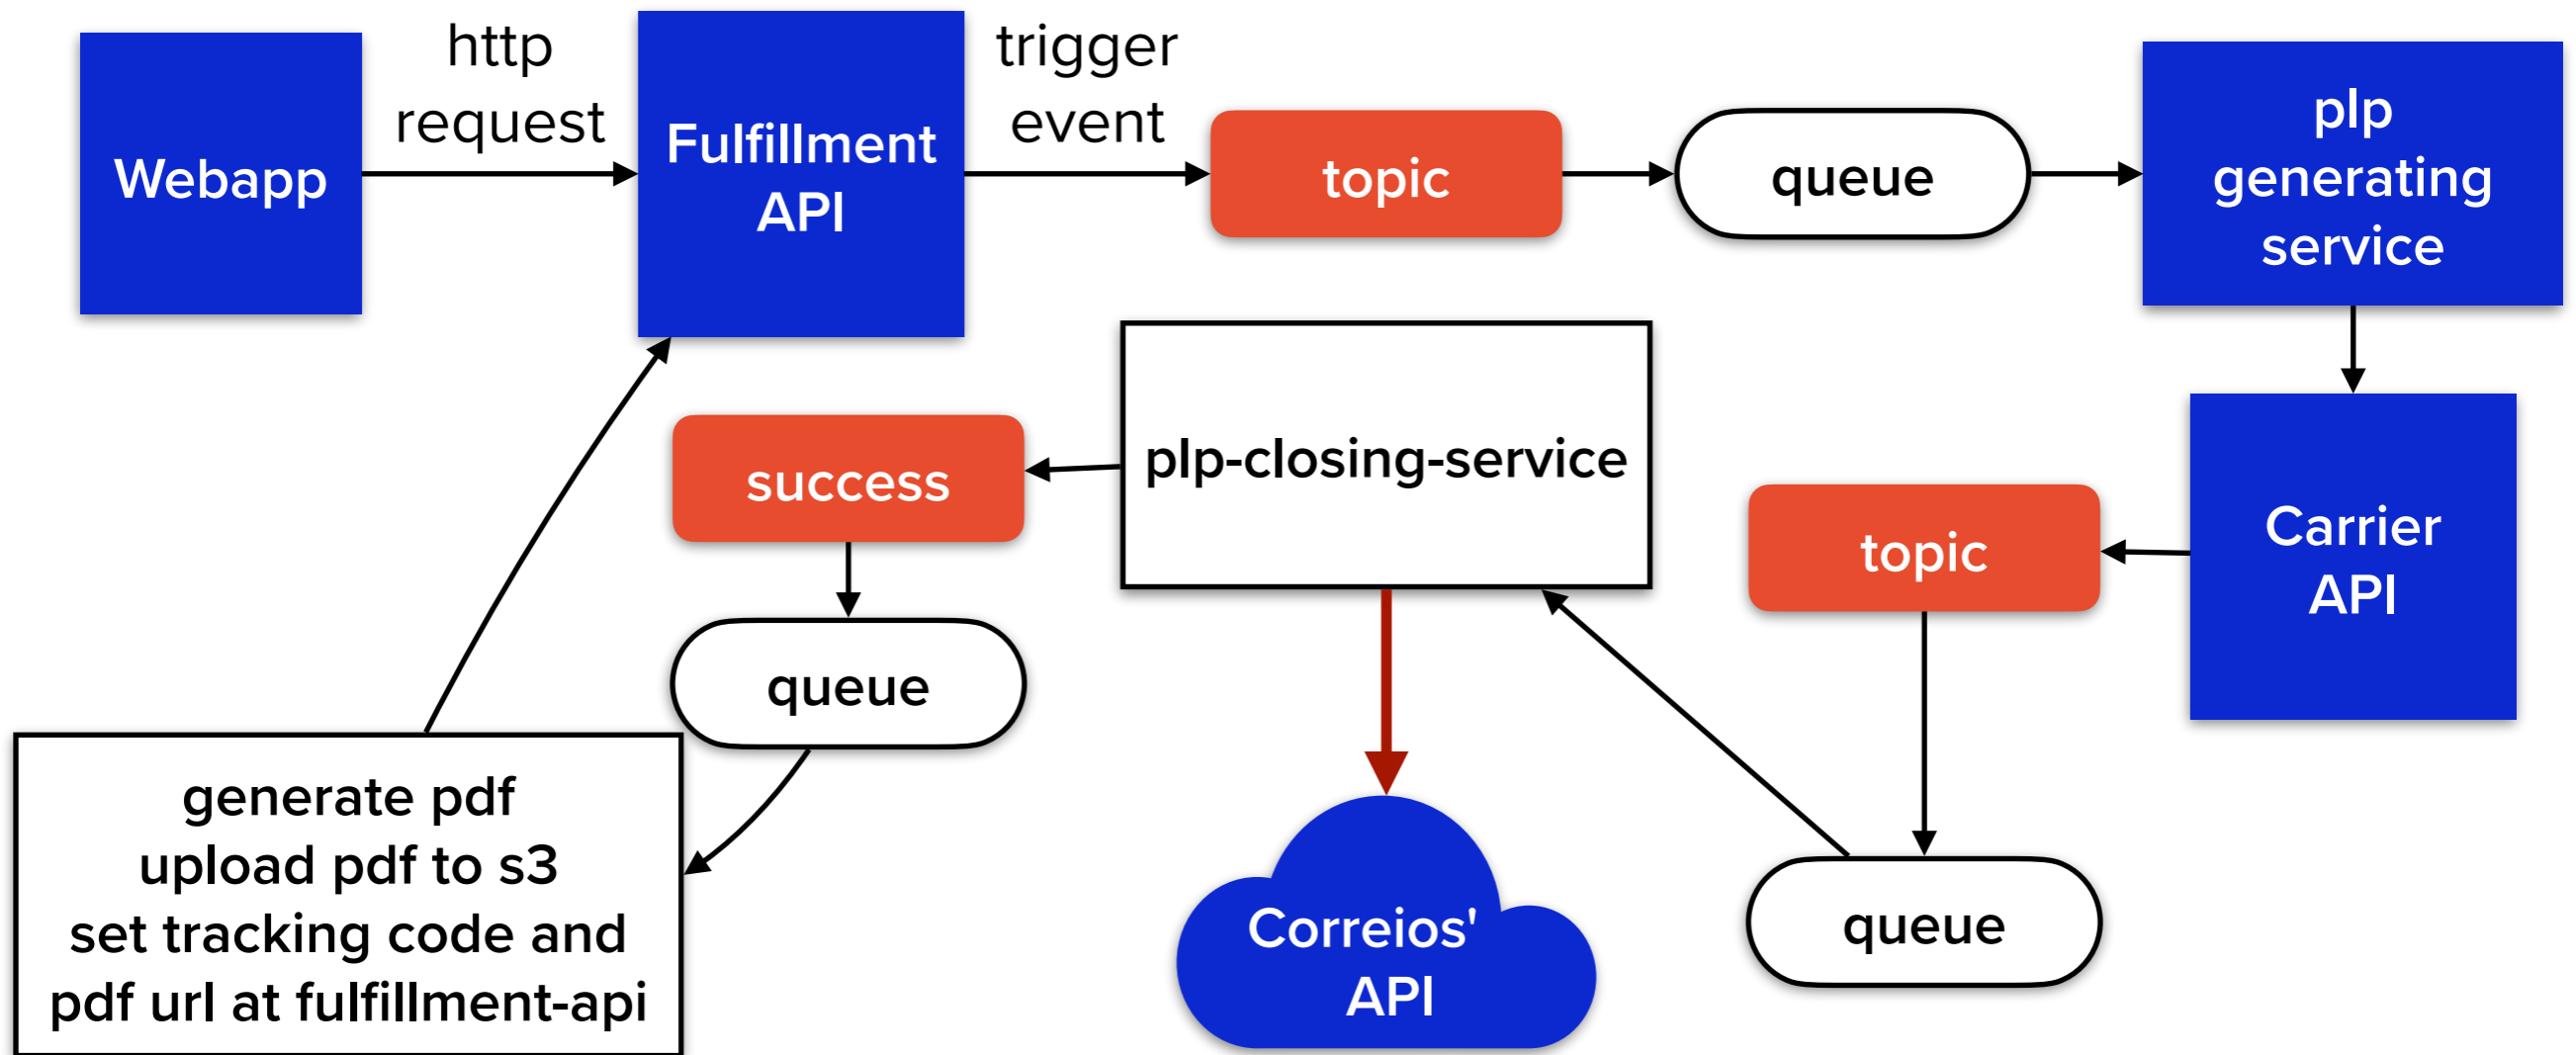 http
request
trigger
event
Webapp
Fulfillment
API
topic
queue
plp
generating
service
success
plp-closing-service
topic
Carrier
API
queue
generate pdf
upload pdf to s3
set tracking code and
pdf url at fulfillment-api
Correios'
API
queue